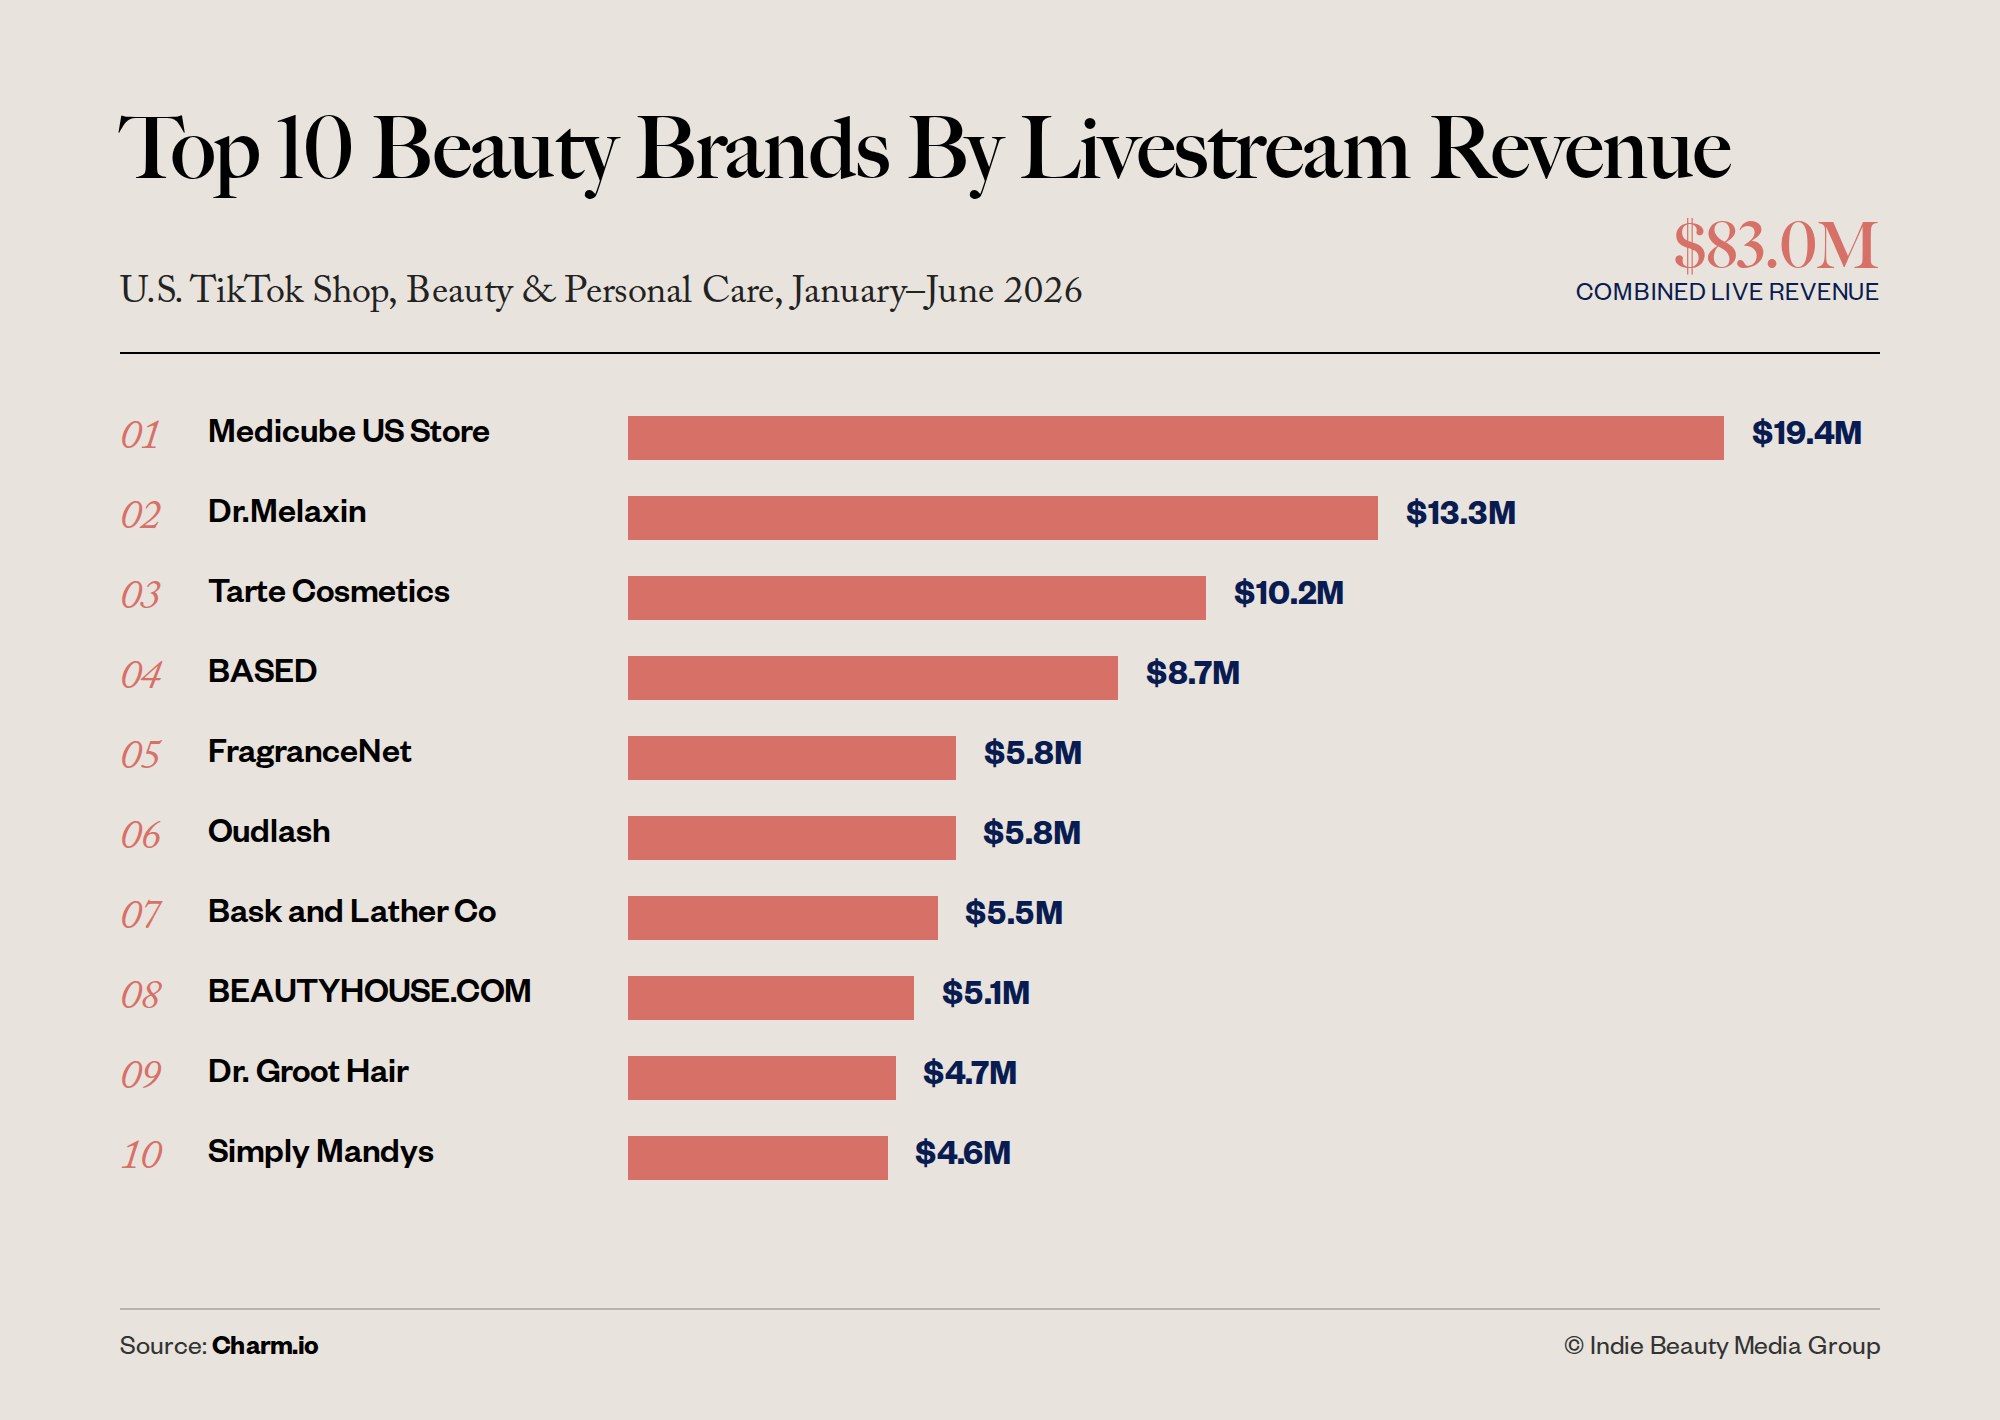 Top 10 Beauty Brands By Livestream Revenue
$83.0M
U.S. TikTok Shop, Beauty & Personal Care, January–June 2026
COMBINED LIVE REVENUE
01 Medicube US Store $19.4M
02 Dr.Melaxin $13.3M
03 Tarte Cosmetics $10.2M
04 BASED $8.7M
05 FragranceNet $5.8M
06 Oudlash $5.8M
07 Bask and Lather Co $5.5M
08 BEAUTYHOUSE.COM $5.1M
09 Dr. Groot Hair $4.7M
10 Simply Mandys $4.6M
Source: Charm.io
© Indie Beauty Media Group